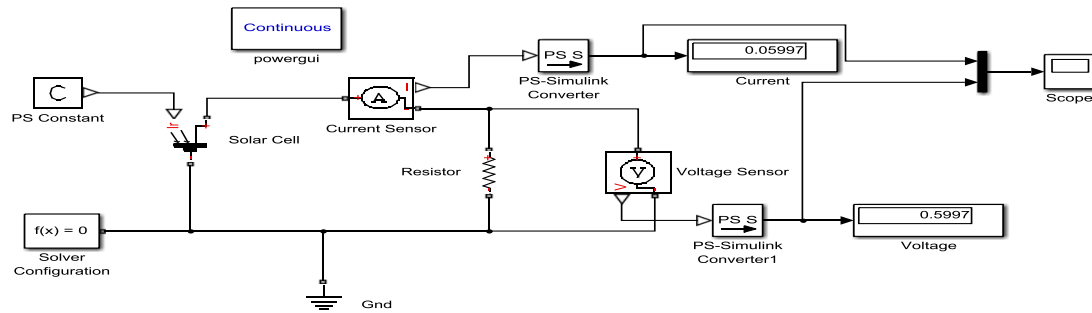 Continuous
powergui
C
PS Constant
Ir
Solar Cell
A
I
Current Sensor
PS S
PS-Simulink
Converter
0.05997
Current
Scope
Resistor
V
V
Voltage Sensor
PS S
PS-Simulink
Converter1
0.5997
Voltage
f(x) = 0
Solver
Configuration
Gnd